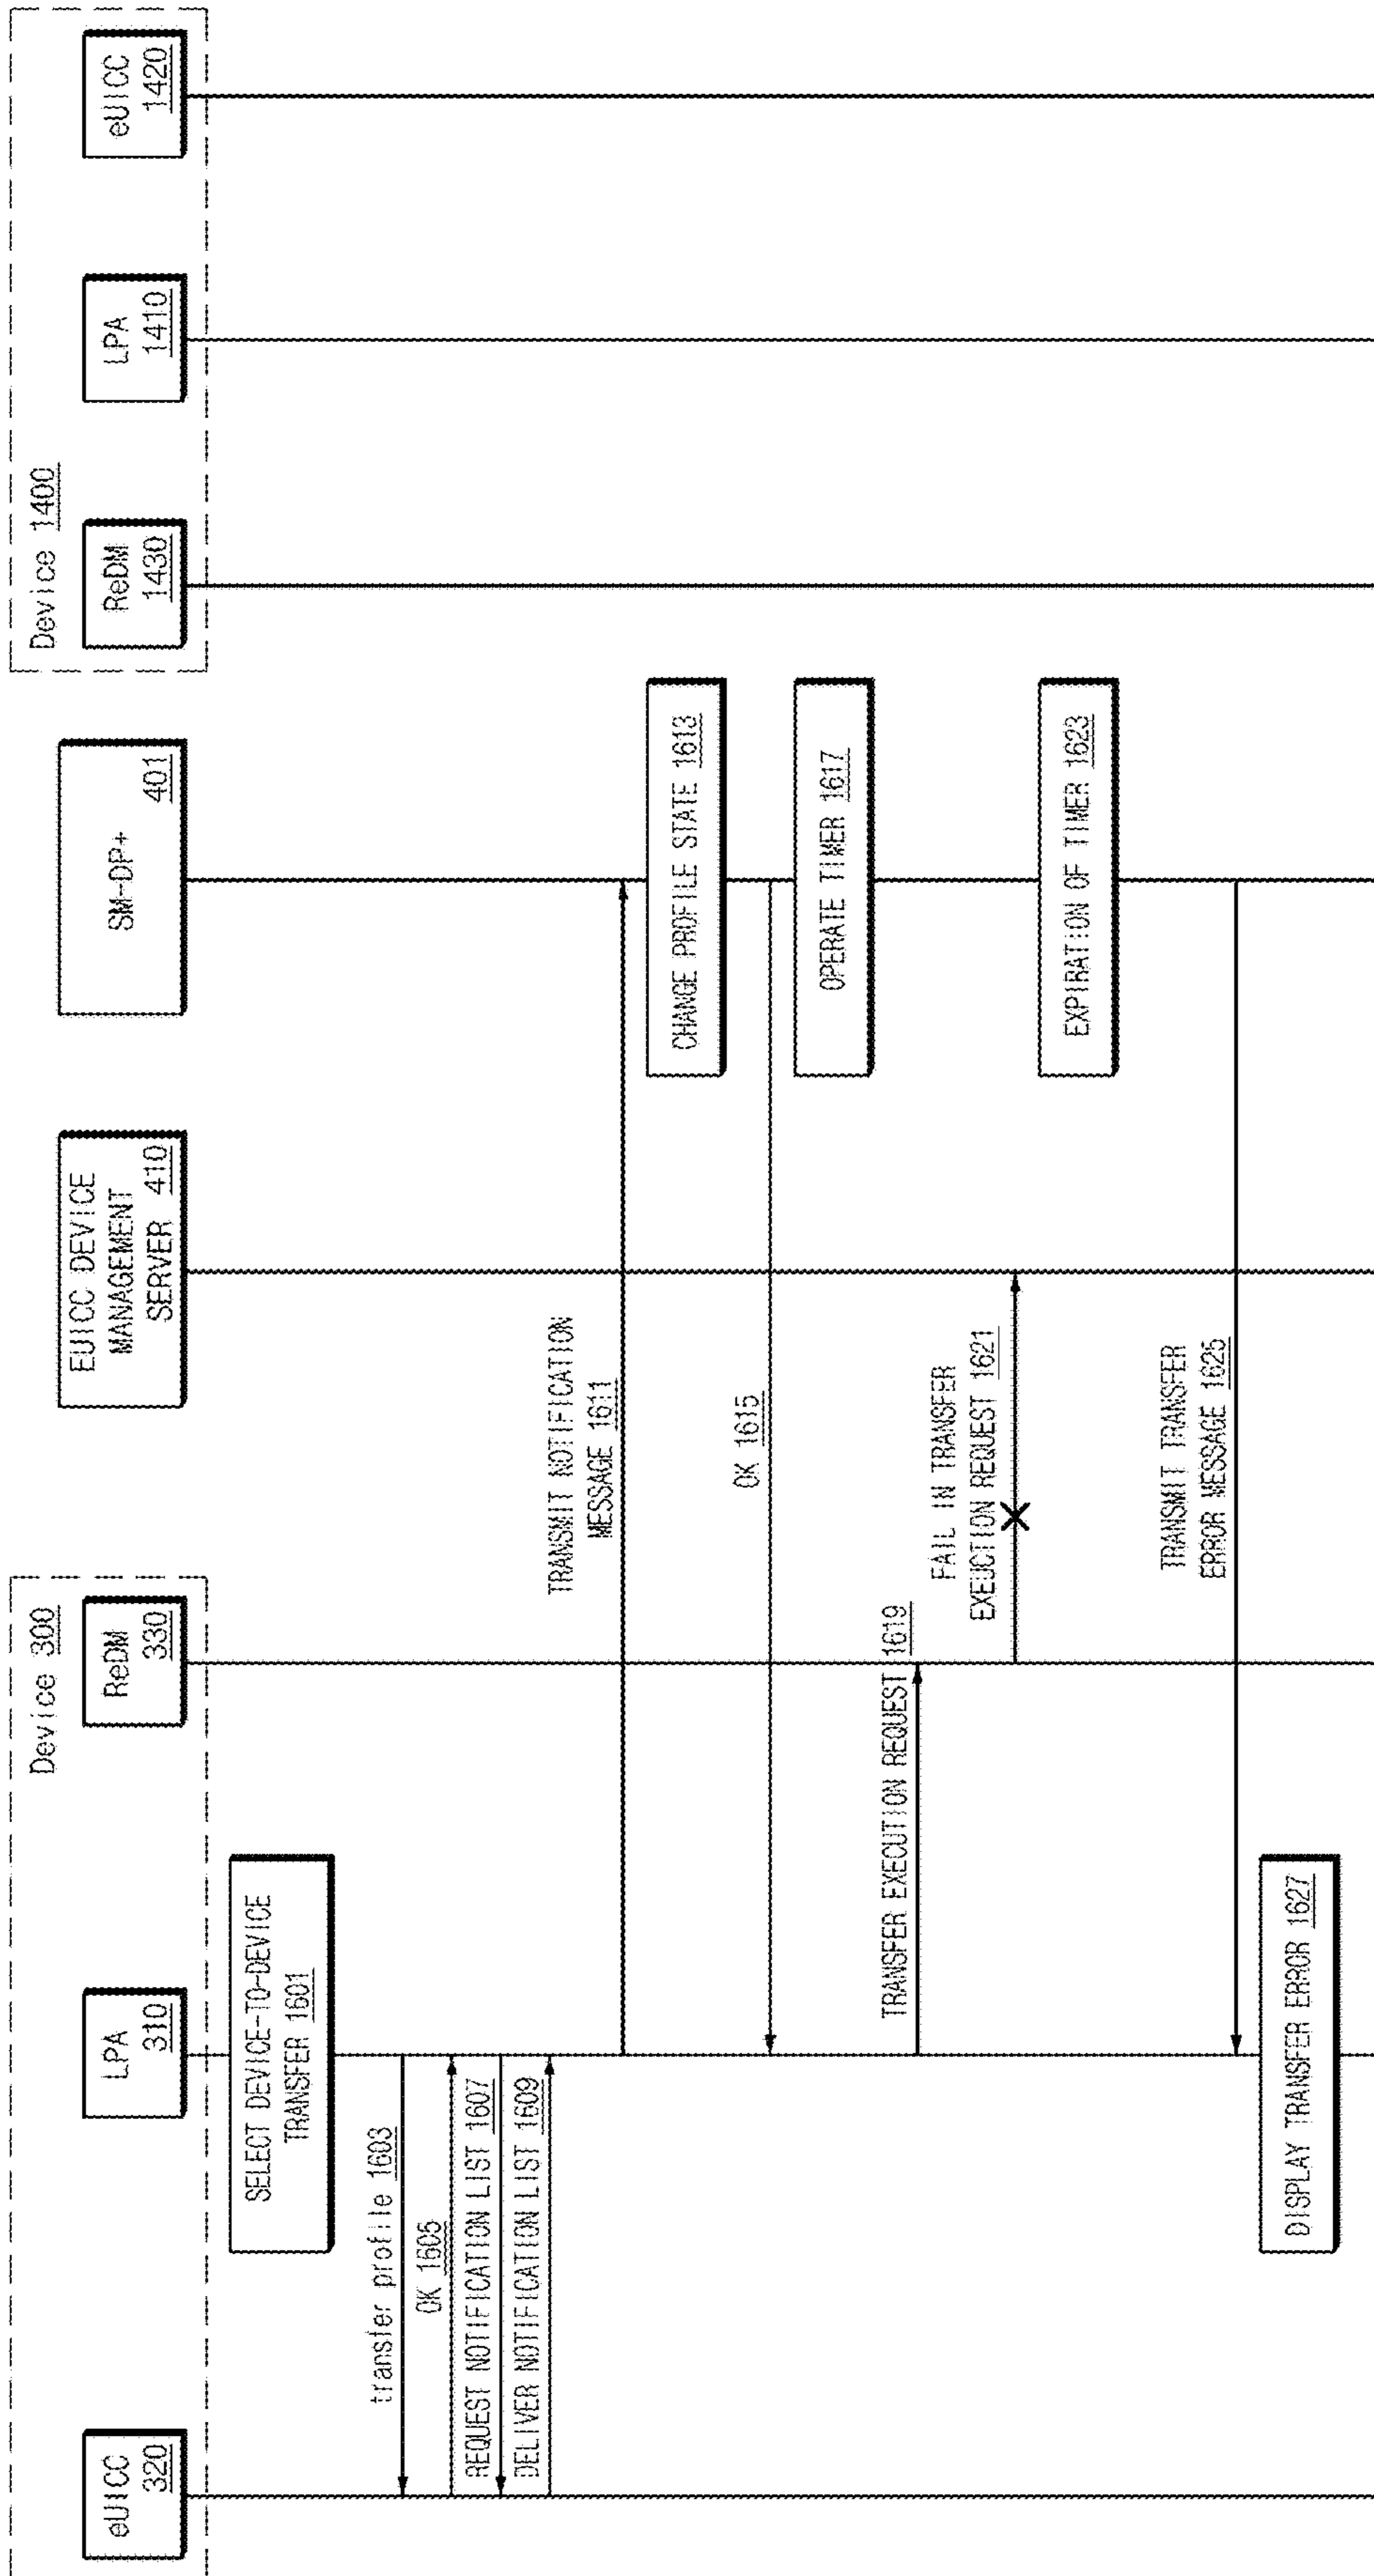 Device 300
Device 1400
eUICC
320
LPA
310
ReDM
330
EUICC DEVICE
MANAGEMENT
SERVER 410
SM-DP+
401
ReDM
1430
LPA
1410
eUICC
1420
SELECT DEVICE-TO-DEVICE
TRANSFER 1601
transfer profile 1603
OK 1605
REQUEST NOTIFICATION LIST 1607
DELIVER NOTIFICATION LIST 1609
TRANSMIT NOTIFICATION
MESSAGE 1611
CHANGE PROFILE STATE 1613
OK 1615
OPERATE TIMER 1617
TRANSFER EXECUTION REQUEST 1619
FAIL IN TRANSFER
EXEUCTION REQUEST 1621
EXPIRATION OF TIMER 1623
TRANSMIT TRANSFER
ERROR MESSAGE 1625
DISPLAY TRANSFER ERROR 1627